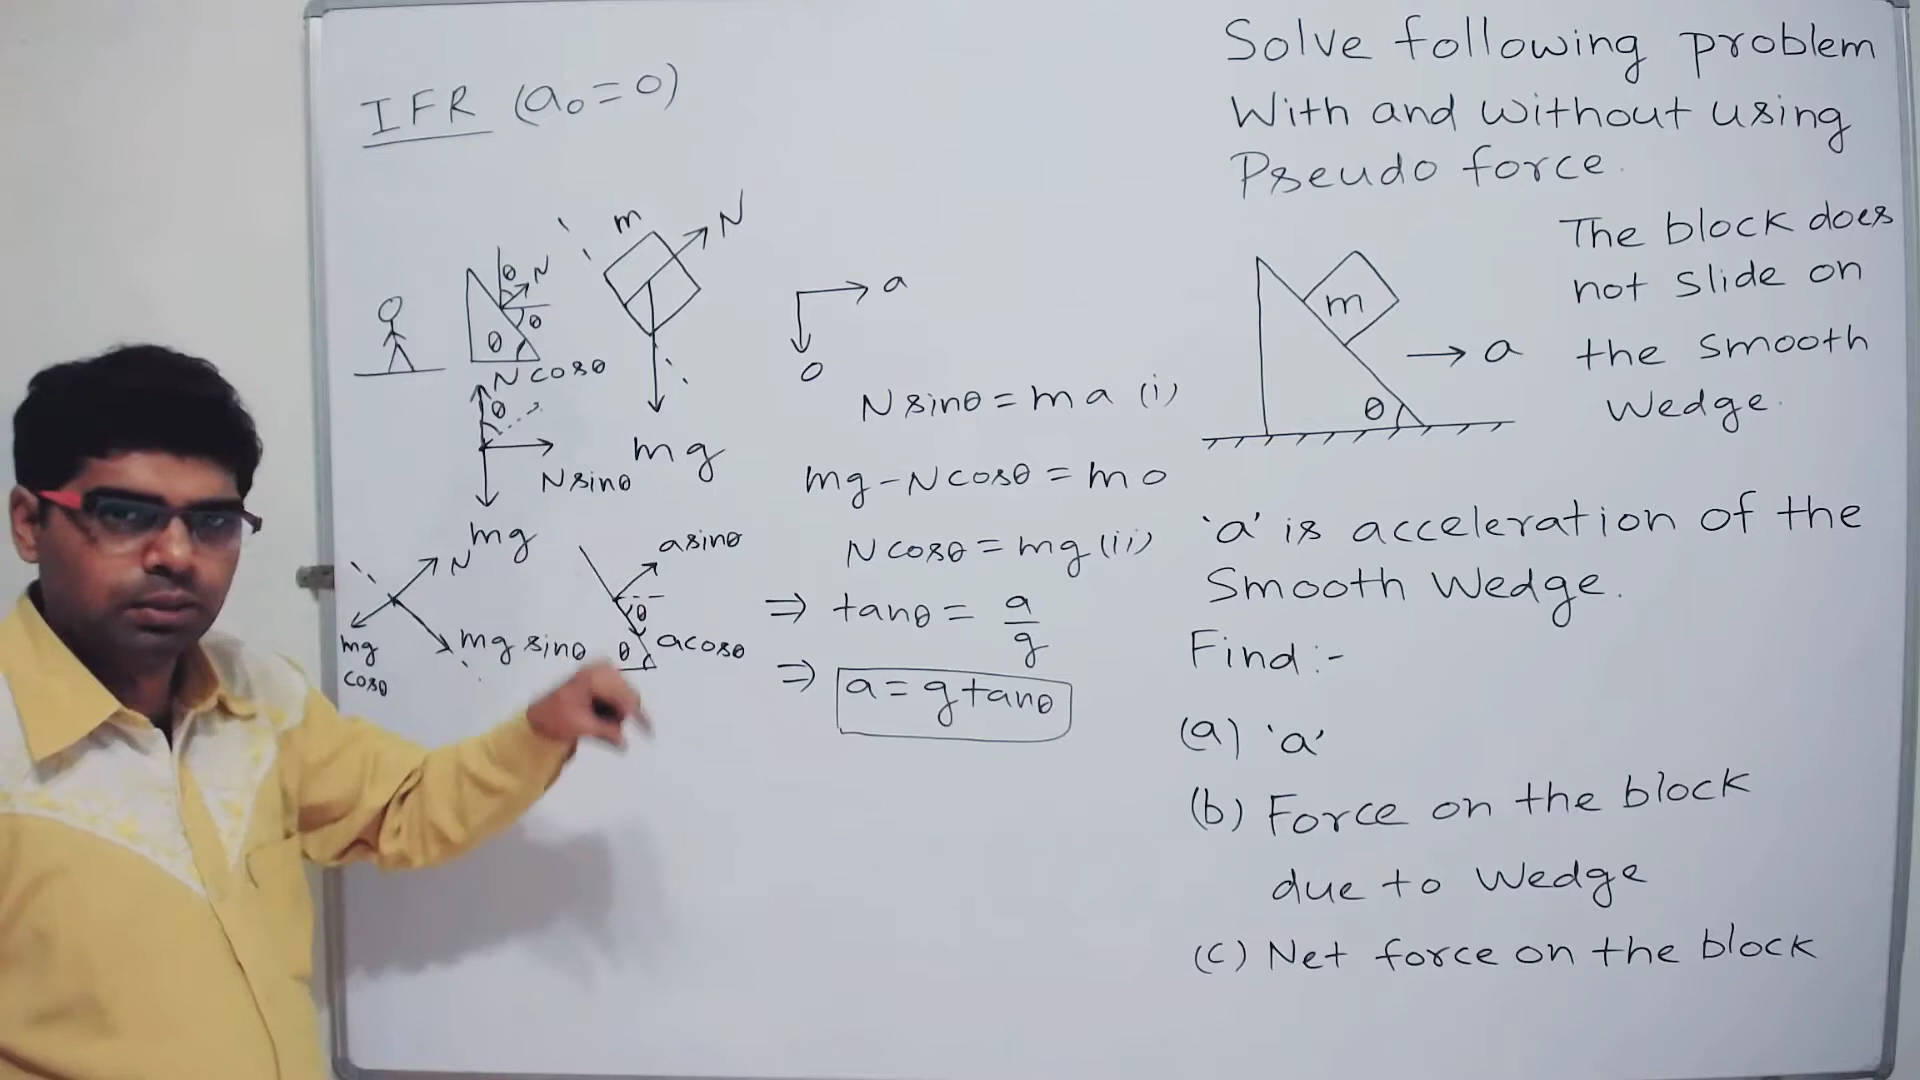 IFR (a₀=0)
m
N
θ
N
θ
θ
mg
a
0
N cosθ
θ
N sinθ
mg
N
mg
cosθ
mg sinθ
a sinθ
θ
θ
a cosθ
N sinθ = ma (i)
mg - N cosθ = m0
N cosθ = mg (ii)
⇒ tanθ = a/g
⇒ a = g tanθ
Solve following problem
With and without using
Pseudo force.
The block does
not slide on
the smooth
Wedge.
m
→ a
θ
'a' is acceleration of the
Smooth Wedge.
Find :-
(a) 'a'
(b) Force on the block
due to Wedge
(c) Net force on the block